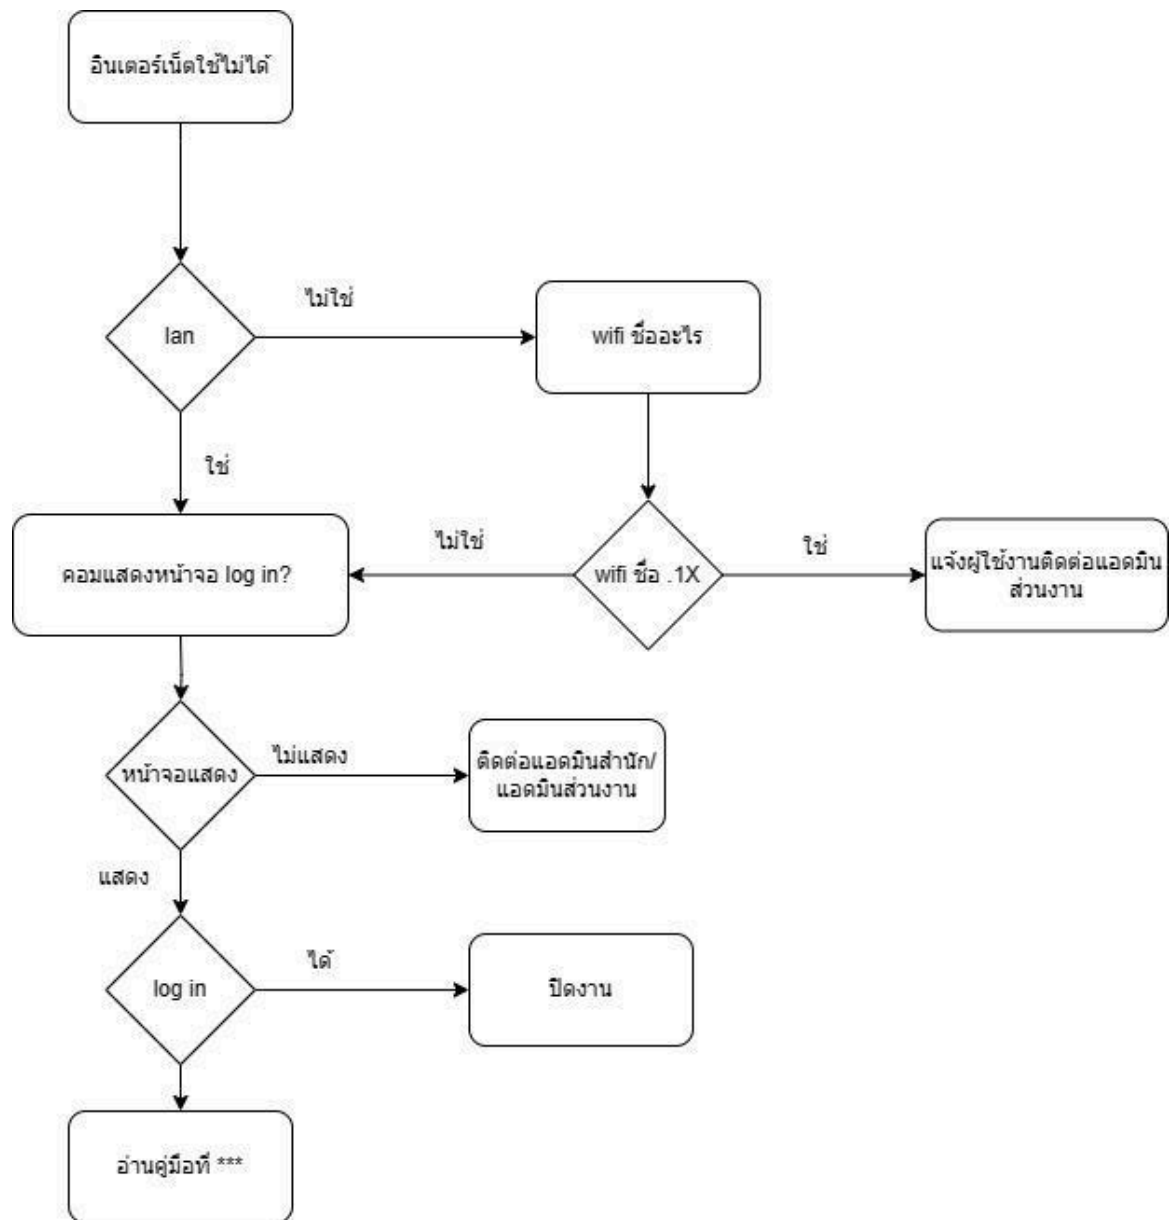 อินเตอร์เน็ตใช้ไม่ได้
lan
ไม่ใช่
wifi ชื่ออะไร
ใช่
คอมแสดงหน้าจอ log in?
ไม่ใช่
wifi ชื่อ .1X
ใช่
แจ้งผู้ใช้งานติดต่อแอดมิน
ส่วนงาน
หน้าจอแสดง
ไม่แสดง
ติดต่อแอดมินสำนัก/
แอดมินส่วนงาน
แสดง
log in
ได้
ปิดงาน
อ่านคู่มือที่ ***